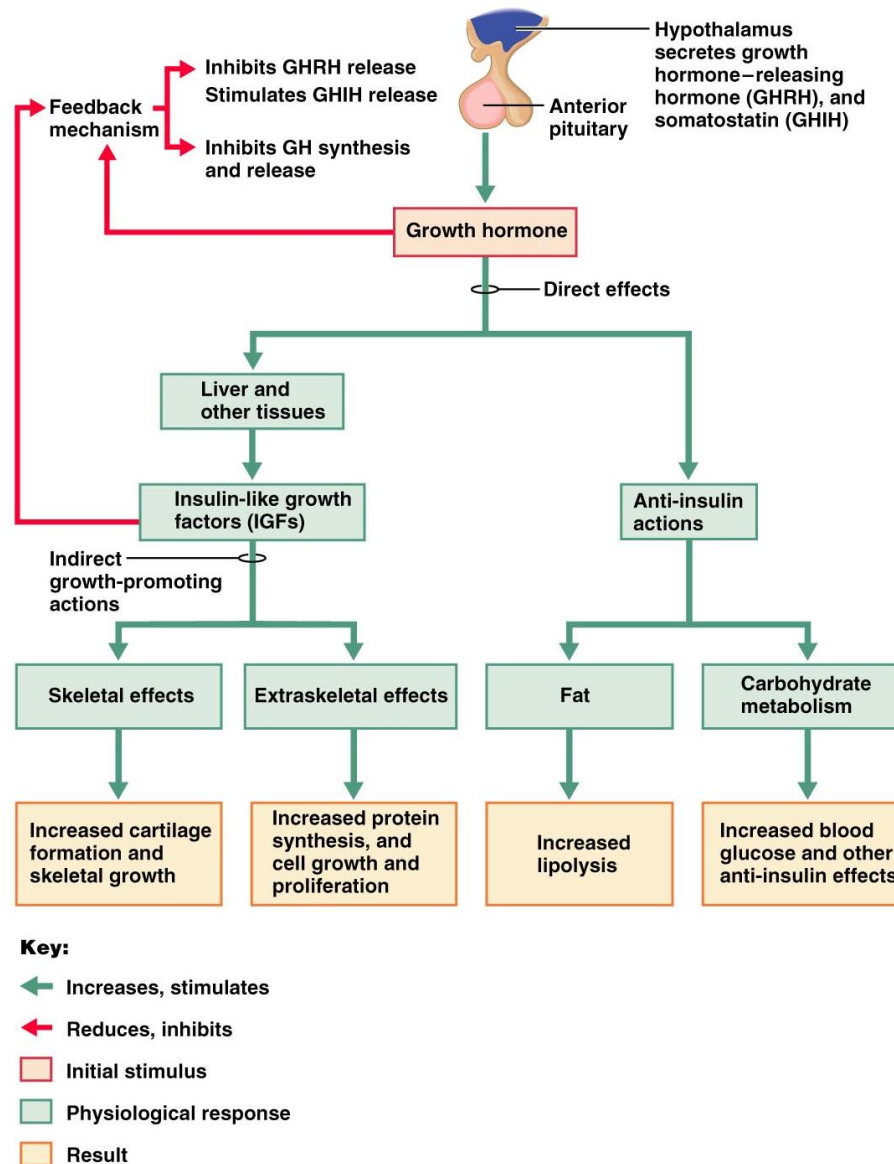 Hypothalamus
secretes growth
hormone–releasing
hormone (GHRH), and
somatostatin (GHIH)
Inhibits GHRH release
Stimulates GHIH release
Feedback
mechanism
Anterior
pituitary
Inhibits GH synthesis
and release
Growth hormone
Direct effects
Liver and
other tissues
Insulin-like growth
factors (IGFs)
Anti-insulin
actions
Indirect
growth-promoting
actions
Skeletal effects
Extraskeletal effects
Fat
Carbohydrate
metabolism
Increased cartilage
formation and
skeletal growth
Increased protein
synthesis, and
cell growth and
proliferation
Increased
lipolysis
Increased blood
glucose and other
anti-insulin effects
Key:
Increases, stimulates
Reduces, inhibits
Initial stimulus
Physiological response
Result